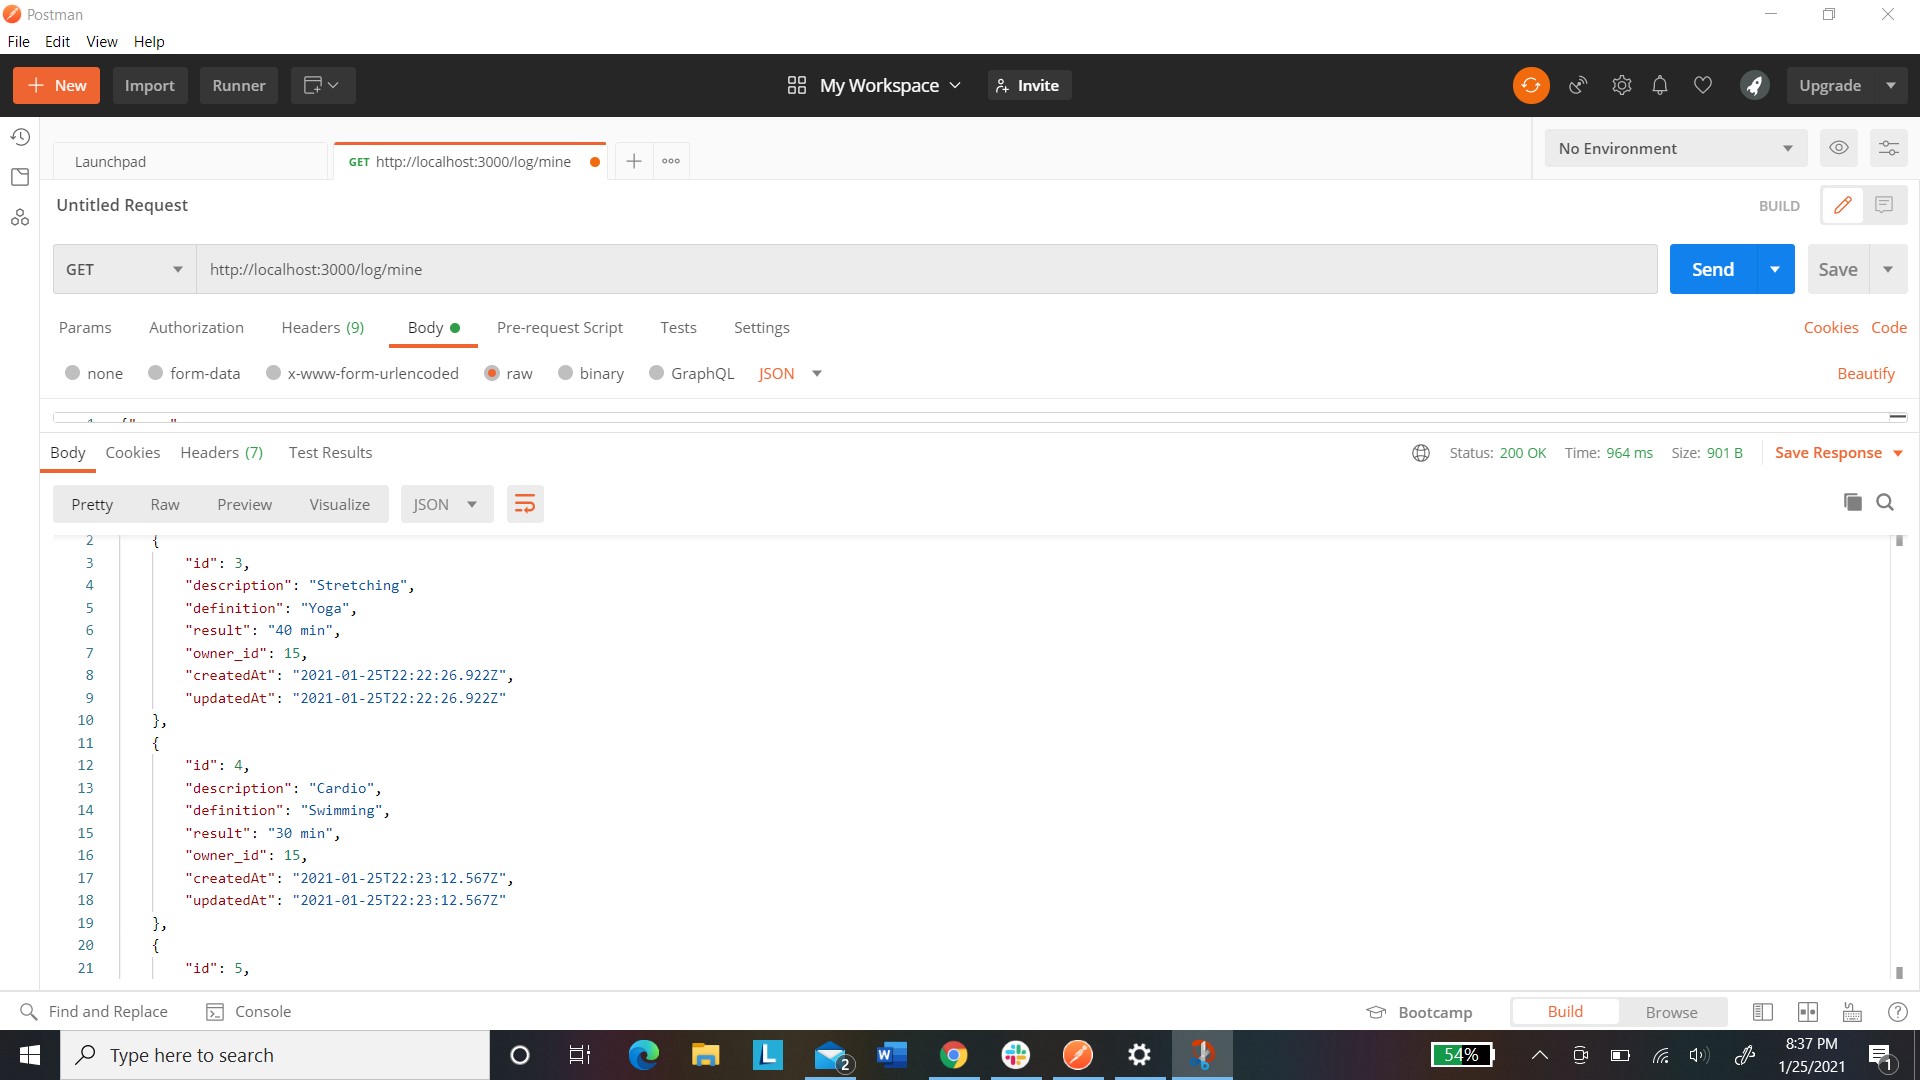 Postman
File Edit View Help
New Import Runner My Workspace Invite Upgrade
Launchpad GET http://localhost:3000/log/mine No Environment
Untitled Request BUILD
GET http://localhost:3000/log/mine Send Save
Params Authorization Headers (9) Body Pre-request Script Tests Settings Cookies Code
none form-data x-www-form-urlencoded raw binary GraphQL JSON Beautify
Body Cookies Headers (7) Test Results Status: 200 OK Time: 964 ms Size: 901 B Save Response
Pretty Raw Preview Visualize JSON
2 {
3 "id": 3,
4 "description": "Stretching",
5 "definition": "Yoga",
6 "result": "40 min",
7 "owner_id": 15,
8 "createdAt": "2021-01-25T22:22:26.922Z",
9 "updatedAt": "2021-01-25T22:22:26.922Z"
10 },
11 {
12 "id": 4,
13 "description": "Cardio",
14 "definition": "Swimming",
15 "result": "30 min",
16 "owner_id": 15,
17 "createdAt": "2021-01-25T22:23:12.567Z",
18 "updatedAt": "2021-01-25T22:23:12.567Z"
19 },
20 {
21 "id": 5,
Find and Replace Console Bootcamp Build Browse
Type here to search L 2 W 54% 8:37 PM
1/25/2021 1